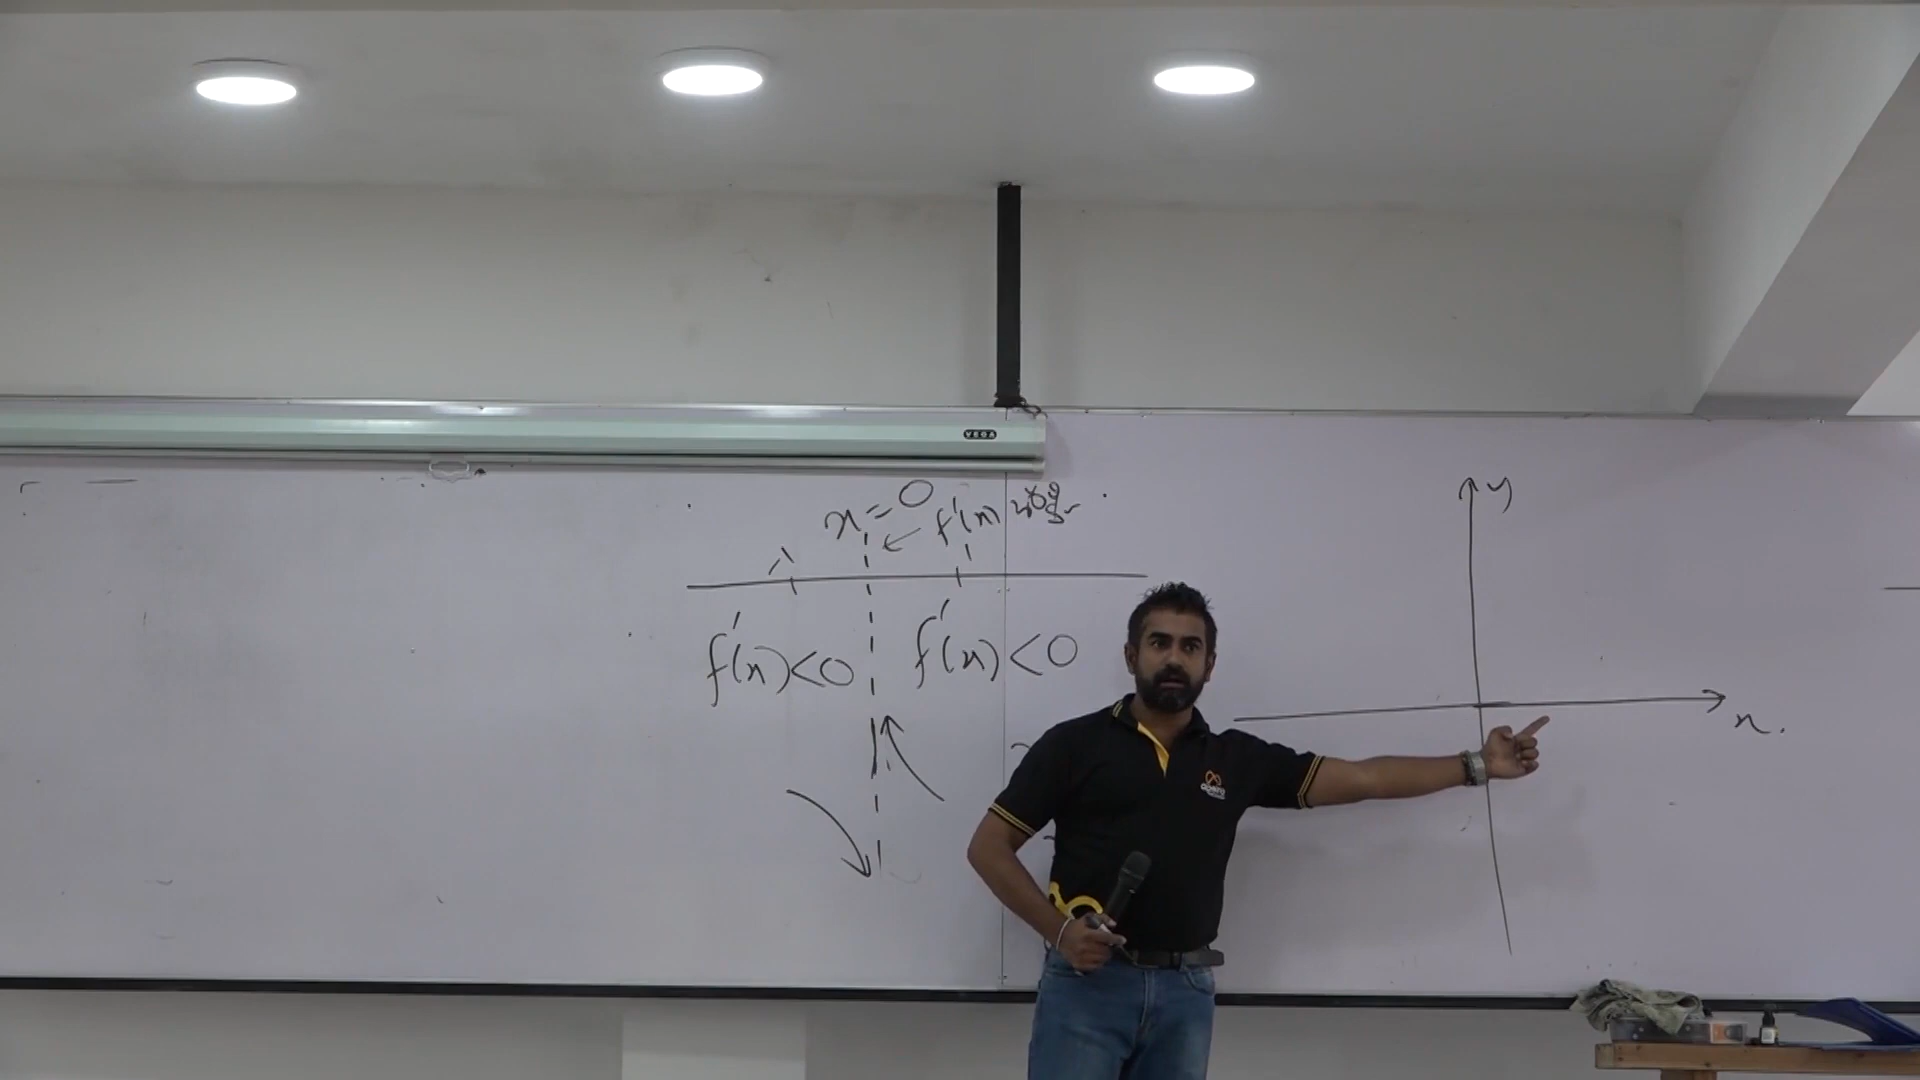 VEGA
x = 0
f'(x)
λ
f'(x) < 0 f'(x) < 0
y
x.